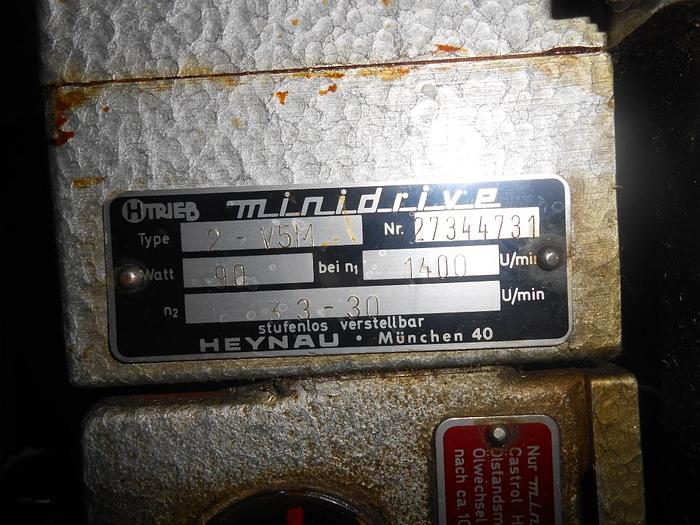 HTRIEB minidrive
Type 2-V5M Nr. 27344731
Watt 90 bei n₁ 1400 U/min
n₂ 33-30 U/min
stufenlos verstellbar
HEYNAU • München 40
Nur
Castrol
Ölwechse
nach ca.